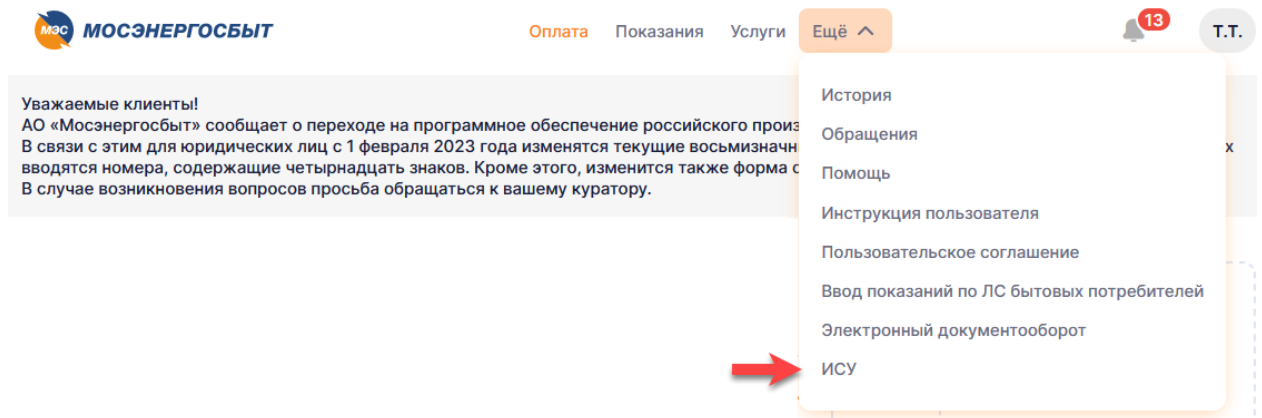 МЭС МОСЭНЕРГОСБЫТ
Оплата Показания Услуги Ещё 13 Т.Т.
Уважаемые клиенты!
АО «Мосэнергосбыт» сообщает о переходе на программное обеспечение российского
В связи с этим для юридических лиц с 1 февраля 2023 года изменятся текущие
вводятся номера, содержащие четырнадцать знаков. Кроме этого, изменится также форма
В случае возникновения вопросов просьба обращаться к вашему куратору.
История
Обращения
Помощь
Инструкция пользователя
Пользовательское соглашение
Ввод показаний по ЛС бытовых потребителей
Электронный документооборот
ИСУ